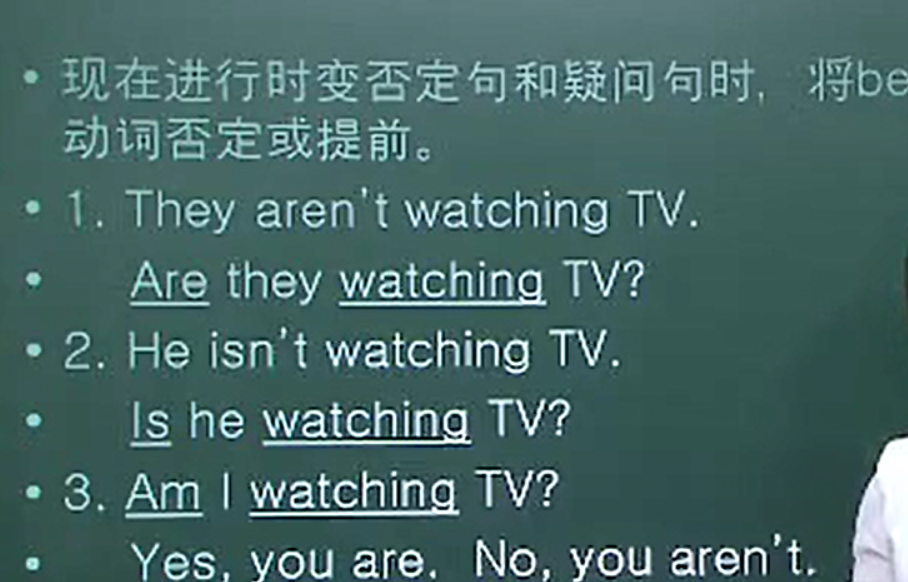 • 现在进行时变否定句和疑问句时, 将be
动词否定或提前。
• 1. They aren't watching TV.
• Are they watching TV?
• 2. He isn't watching TV.
• Is he watching TV?
• 3. Am I watching TV?
• Yes, you are. No, you aren't.